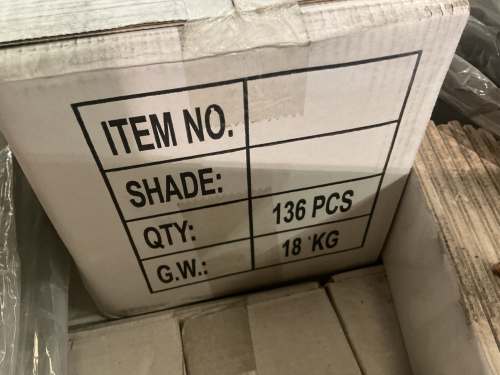 ITEM NO.
SHADE:
QTY: 136 PCS
G.W.: 18 KG